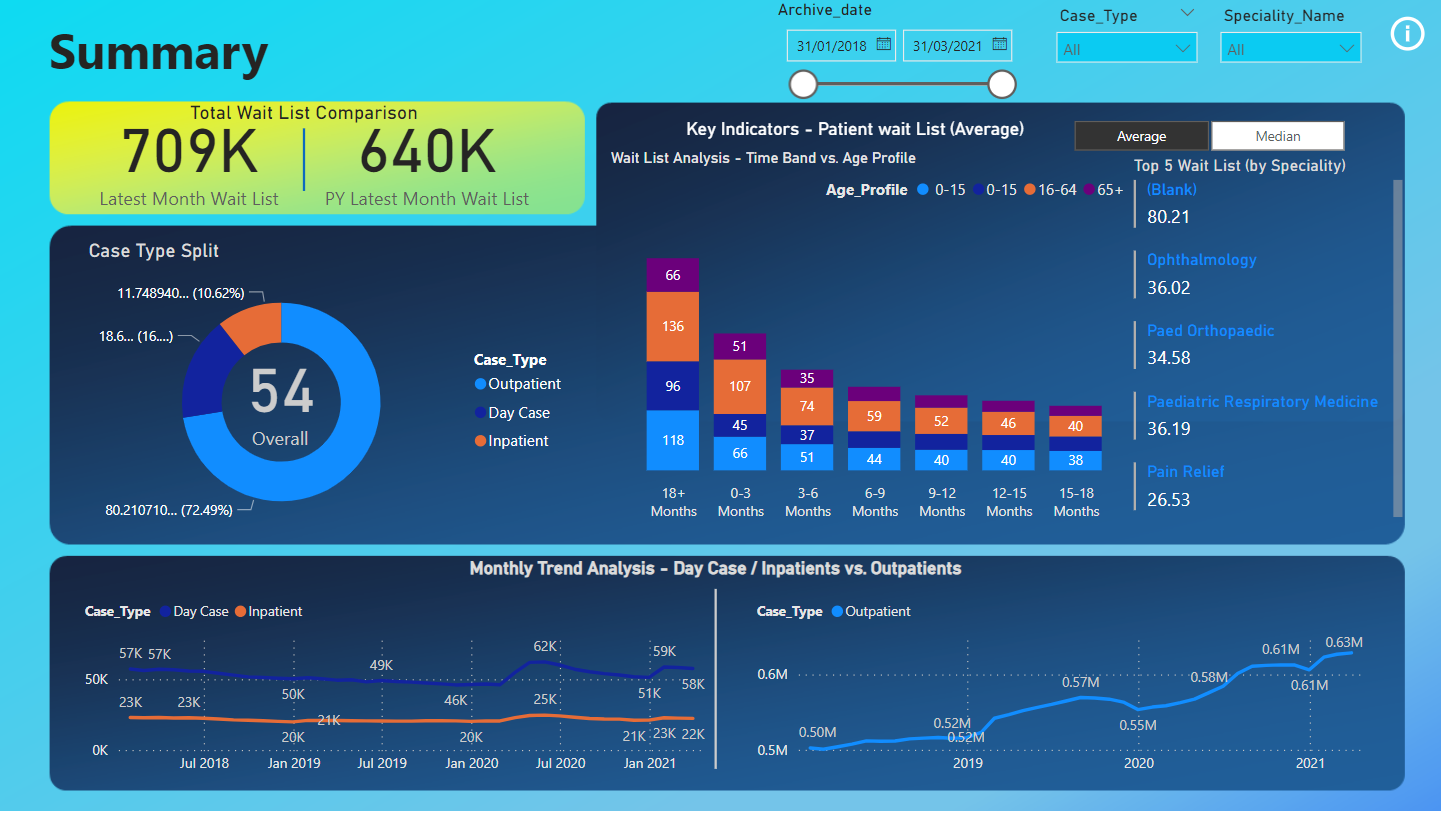 Summary
Archive_date
31/01/2018
31/03/2021
Case_Type
All
Speciality_Name
All
i
Total Wait List Comparison
709K
Latest Month Wait List
640K
PY Latest Month Wait List
Key Indicators - Patient wait List (Average)
Average
Median
Wait List Analysis - Time Band vs. Age Profile
Age_Profile 0-15 0-15 16-64 65+
66
136
96
118
51
107
45
66
35
74
37
51
59
44
52
40
46
40
40
38
18+
Months
0-3
Months
3-6
Months
6-9
Months
9-12
Months
12-15
Months
15-18
Months
Top 5 Wait List (by Speciality)
(Blank)
80.21
Ophthalmology
36.02
Paed Orthopaedic
34.58
Paediatric Respiratory Medicine
36.19
Pain Relief
26.53
Case Type Split
11.748940... (10.62%)
18.6... (16....)
80.210710... (72.49%)
54
Overall
Case_Type
Outpatient
Day Case
Inpatient
Monthly Trend Analysis - Day Case / Inpatients vs. Outpatients
Case_Type Day Case Inpatient
50K
0K
57K 57K
50K
49K
46K
62K
51K
59K
58K
23K
23K
20K
21K
20K
25K
21K
23K
22K
Jul 2018
Jan 2019
Jul 2019
Jan 2020
Jul 2020
Jan 2021
Case_Type Outpatient
0.6M
0.5M
0.50M
0.52M
0.52M
0.57M
0.55M
0.58M
0.61M
0.61M
0.63M
2019
2020
2021